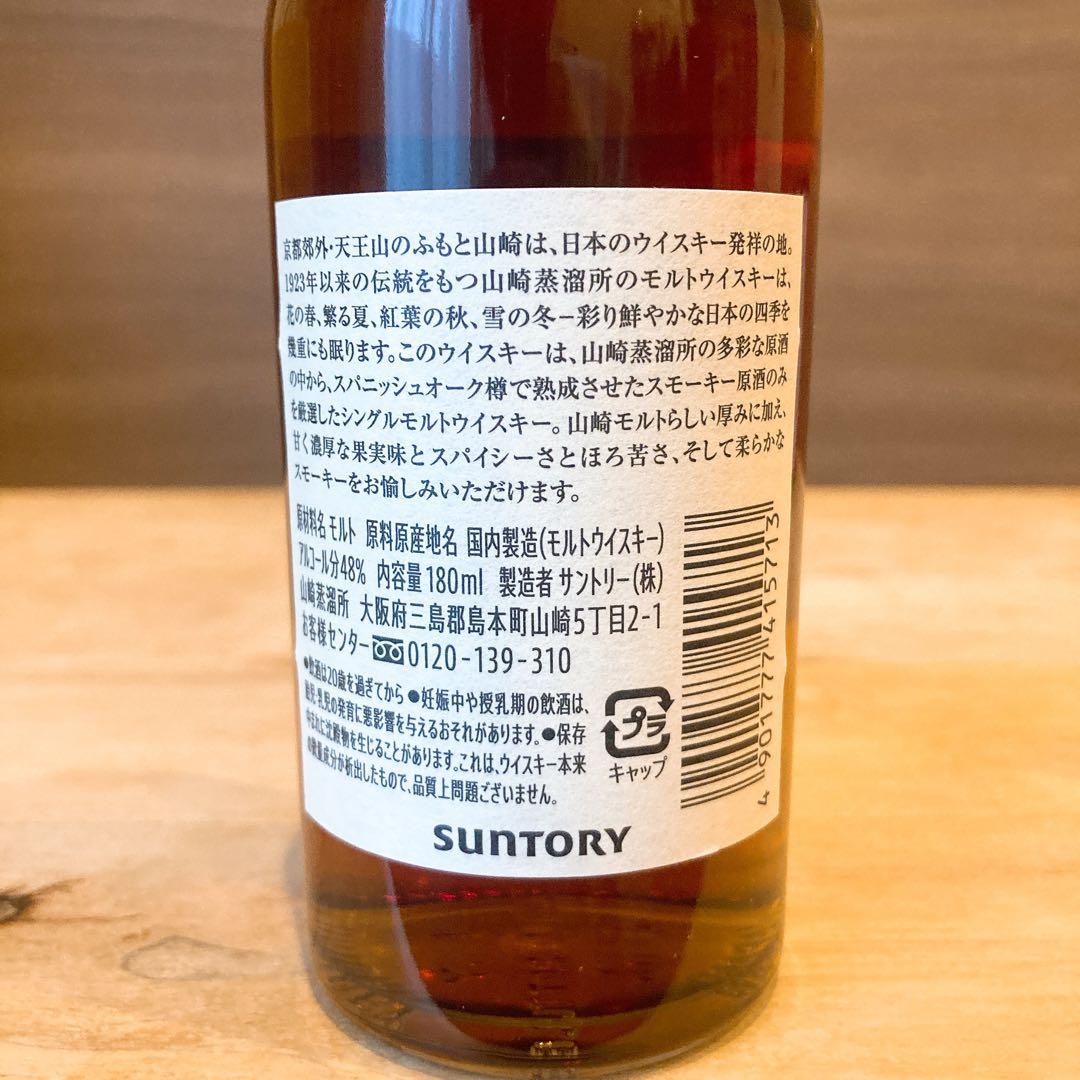 京都郊外・天王山のふもと山崎は、日本のウイスキー発祥の地。
1923年以来の伝統をもつ山崎蒸溜所のモルトウイスキーは、
花の春、繁る夏、紅葉の秋、雪の冬−彩り鮮やかな日本の四季を
幾重にも眠ります。このウイスキーは、山崎蒸溜所の多彩な原酒
の中から、スパニッシュオーク樽で熟成させたスモーキー原酒のみ
を厳選したシングルモルトウイスキー。山崎モルトらしい厚みに加え、
甘く濃厚な果実味とスパイシーさとほろ苦さ、そして柔らかな
スモーキーをお愉しみいただけます。
原材料名 モルト 原料原産地名 国内製造(モルトウイスキー)
アルコール分48% 内容量180ml 製造者 サントリー(株)
山崎蒸溜所 大阪府三島郡島本町山崎5丁目2-1
お客様センター 0120-139-310
●飲酒は20歳を過ぎてから ●妊娠中や授乳期の飲酒は、
胎児・乳児の発育に悪影響を与えるおそれがあります。●保存
中まれに沈殿物を生じることがあります。これは、ウイスキー本来
の微量成分が析出したもので、品質上問題ございません。
プラ
キャップ
4 901777 415713
SUNTORY